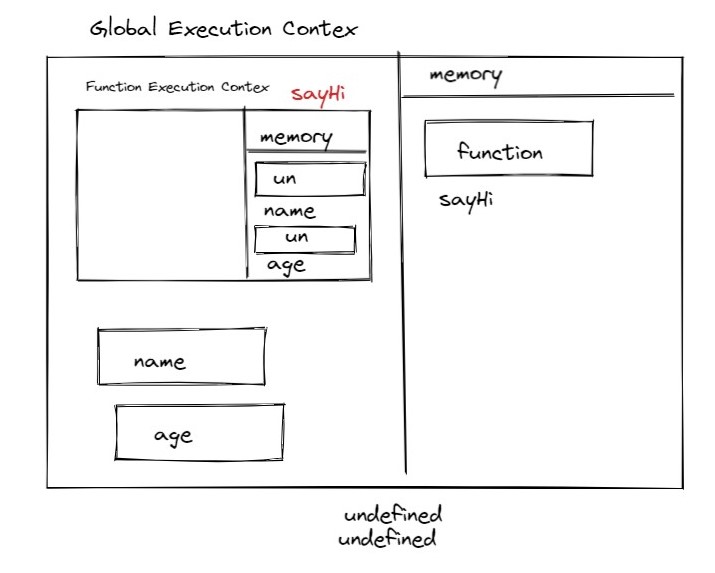 Global Execution Contex
Function Execution Contex
sayHi
memory
un
name
un
age
name
age
memory
function
sayHi
undefined
undefined